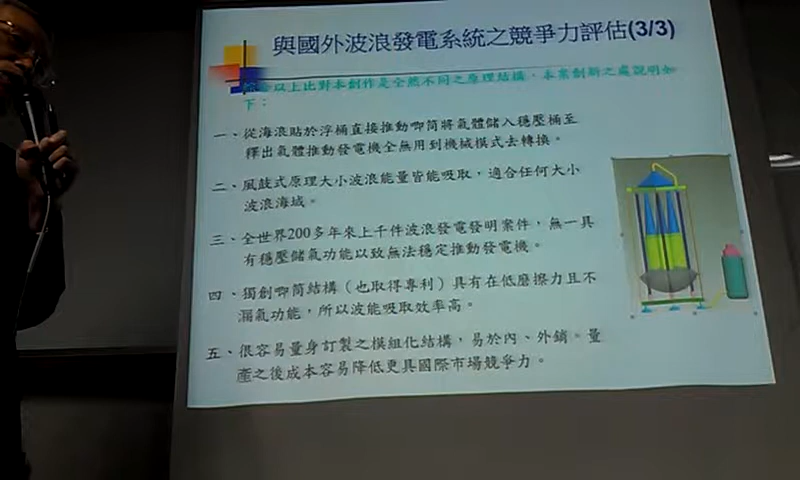 與國外波浪發電系統之競爭力評估(3/3)
以上比對本創作是全然不同之原理結構，本案創新之處說明如
下：
一、從海浪貼於浮桶直接推動唧筒將氣體儲入穩壓桶至
釋出氣體推動發電機全無用到機械模式去轉換。
二、風鼓式原理大小波浪能量皆能吸取，適合任何大小
波浪海域。
三、全世界200多年來上千件波浪發電發明案件，無一具
有穩壓儲氣功能以致無法穩定推動發電機。
四、獨創唧筒結構（也取得專利）具有在低磨擦力且不
漏氣功能，所以波能吸取效率高。
五、很容易量身訂製之模組化結構，易於內、外銷。量
產之後成本容易降低更具國際市場競爭力。